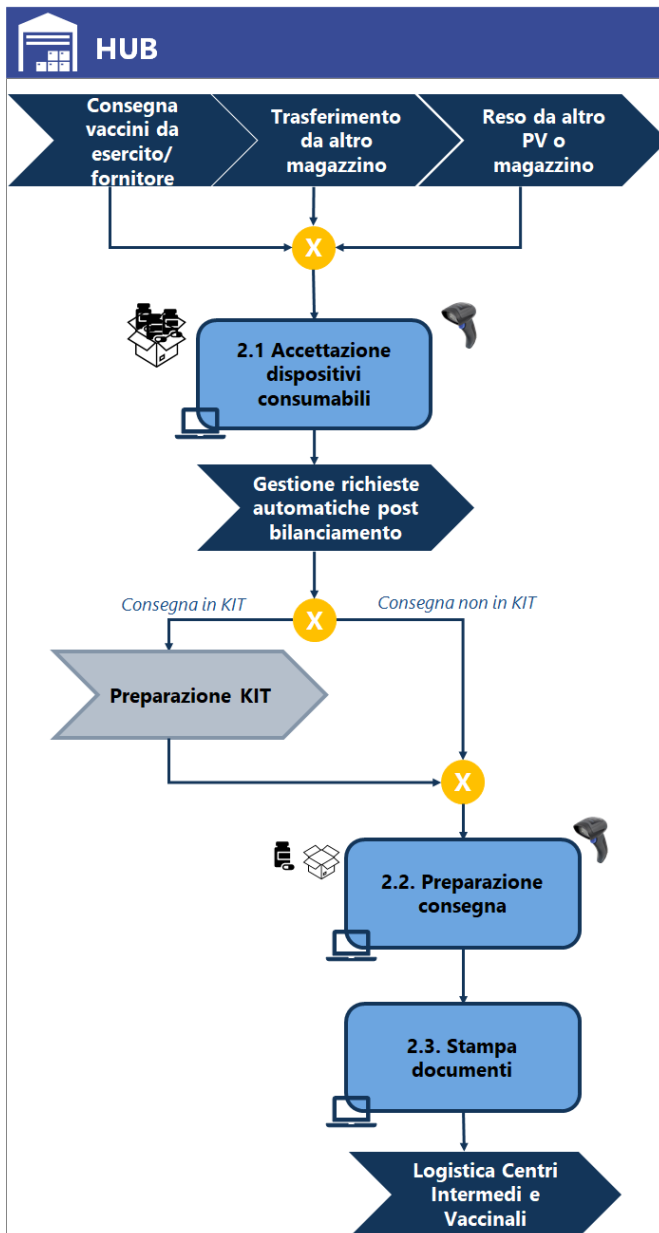 HUB
Consegna
vaccini da
esercito/
fornitore
Trasferimento
da altro
magazzino
Reso da altro
PV o
magazzino
X
2.1 Accettazione
dispositivi
consumabili
Gestione richieste
automatiche post
bilanciamento
Consegna in KIT
X
Consegna non in KIT
Preparazione KIT
X
2.2. Preparazione
consegna
2.3. Stampa
documenti
Logistica Centri
Intermedi e
Vaccinali